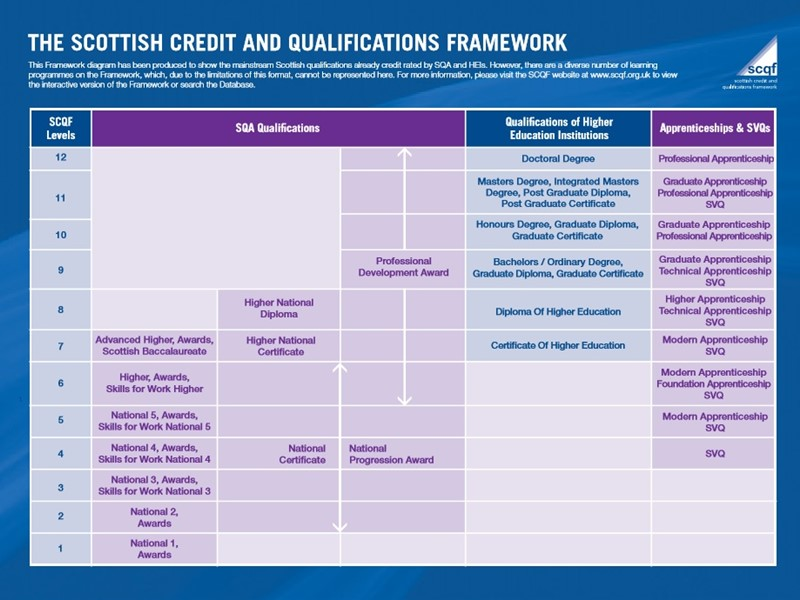 THE SCOTTISH CREDIT AND QUALIFICATIONS FRAMEWORK
This Framework diagram has been produced to show the mainstream Scottish qualifications already credit rated by SQA and HEIs. However, there are a diverse number of learning
programmes on the Framework, which, due to the limitations of this format, cannot be represented here. For more information, please visit the SCQF website at www.scqf.org.uk to view
the interactive version of the Framework or search the Database.
scqf
scottish credit and
qualifications framework
SCQF
Levels
SQA Qualifications
Qualifications of Higher
Education Institutions
Apprenticeships & SVQs
12
Doctoral Degree
Professional Apprenticeship
11
Masters Degree, Integrated Masters
Degree, Post Graduate Diploma,
Post Graduate Certificate
Graduate Apprenticeship
Professional Apprenticeship
SVQ
10
Honours Degree, Graduate Diploma,
Graduate Certificate
Graduate Apprenticeship
Professional Apprenticeship
9
Professional
Development Award
Bachelors / Ordinary Degree,
Graduate Diploma, Graduate Certificate
Graduate Apprenticeship
Technical Apprenticeship
SVQ
8
Higher National
Diploma
Diploma Of Higher Education
Higher Apprenticeship
Technical Apprenticeship
SVQ
7
Advanced Higher, Awards,
Scottish Baccalaureate
Higher National
Certificate
Certificate Of Higher Education
Modern Apprenticeship
SVQ
6
Higher, Awards,
Skills for Work Higher
Modern Apprenticeship
Foundation Apprenticeship
SVQ
5
National 5, Awards,
Skills for Work National 5
Modern Apprenticeship
SVQ
4
National 4, Awards,
Skills for Work National 4
National
Certificate
National
Progression Award
SVQ
3
National 3, Awards,
Skills for Work National 3
2
National 2,
Awards
1
National 1,
Awards